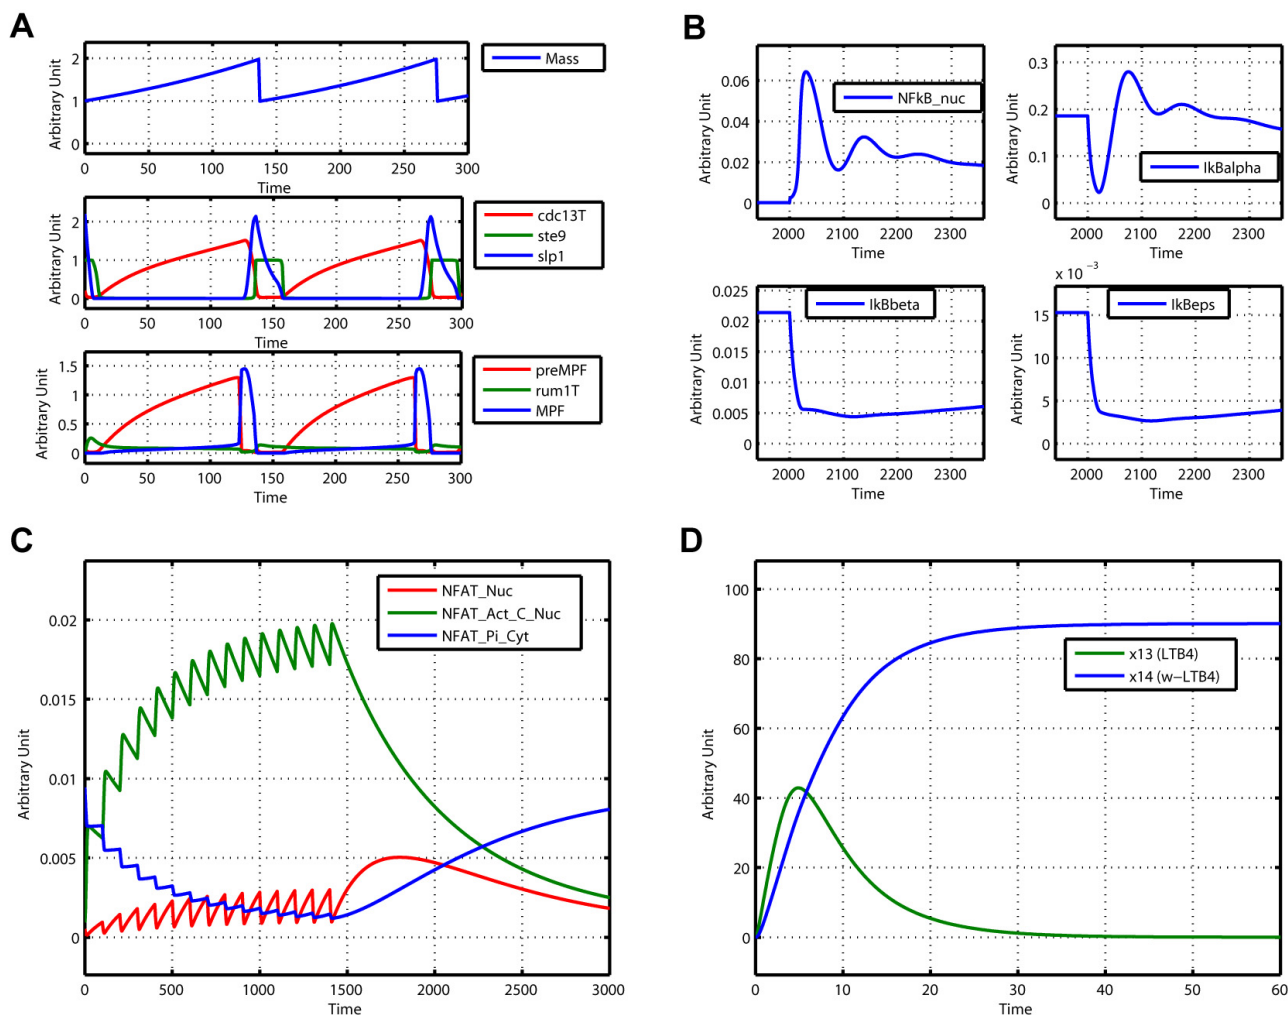 A
Arbitrary Unit
2
1
0
0
50
100
150
200
250
300
Time
Mass
Arbitrary Unit
2
1
0
0
50
100
150
200
250
300
Time
cdc13T
ste9
slp1
Arbitrary Unit
1.5
1
0.5
0
0
50
100
150
200
250
300
Time
preMPF
rum1T
MPF
B
Arbitrary Unit
0.06
0.04
0.02
0
2000
2100
2200
2300
Time
NFkB_nuc
Arbitrary Unit
0.3
0.2
0.1
0
2000
2100
2200
2300
Time
IkBalpha
Arbitrary Unit
0.025
0.02
0.015
0.01
0.005
0
2000
2100
2200
2300
Time
IkBbeta
x 10 −3
Arbitrary Unit
15
10
5
0
2000
2100
2200
2300
Time
IkBeps
C
Arbitrary Unit
0.02
0.015
0.01
0.005
0
0
500
1000
1500
2000
2500
3000
Time
NFAT_Nuc
NFAT_Act_C_Nuc
NFAT_Pi_Cyt
D
Arbitrary Unit
100
80
60
40
20
0
0
10
20
30
40
50
60
Time
x13 (LTB4)
x14 (w−LTB4)